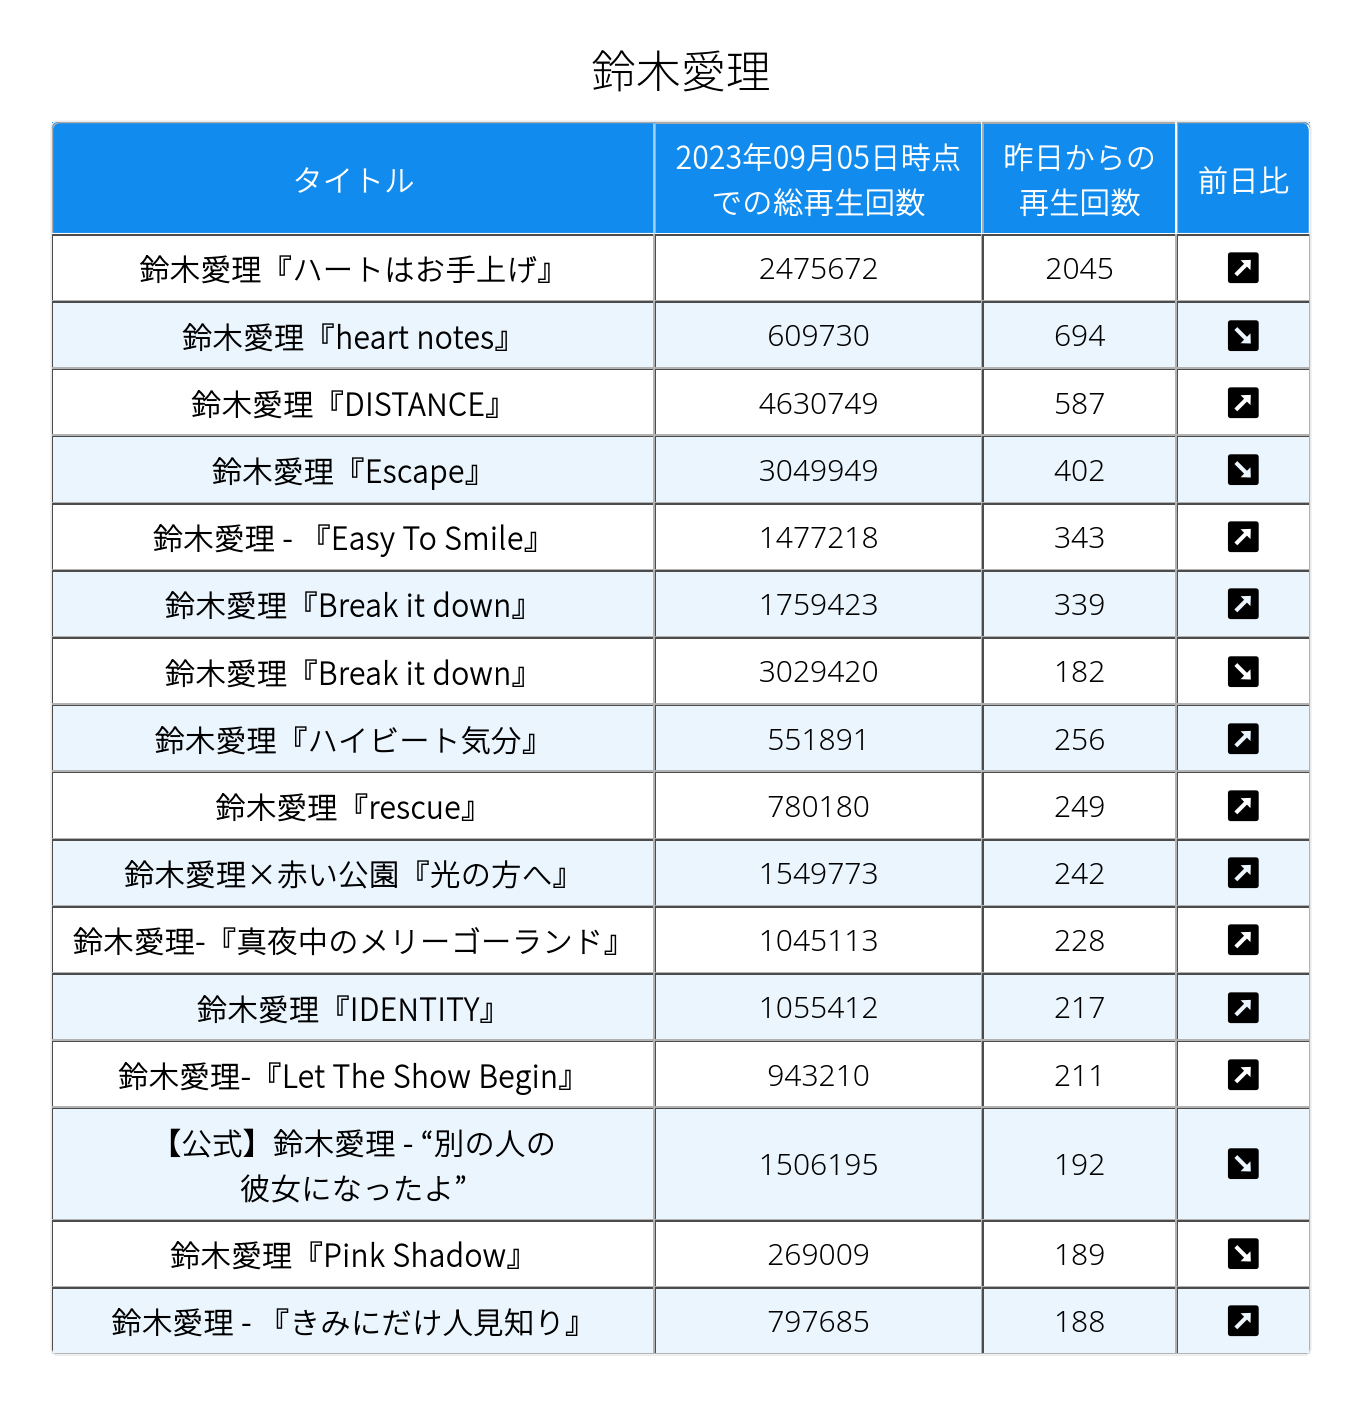 鈴木愛理
タイトル 2023年09月05日時点での総再生回数 昨日からの再生回数 前日比
鈴木愛理『ハートはお手上げ』 2475672 2045 ↗
鈴木愛理『heart notes』 609730 694 ↘
鈴木愛理『DISTANCE』 4630749 587 ↗
鈴木愛理『Escape』 3049949 402 ↘
鈴木愛理 - 『Easy To Smile』 1477218 343 ↗
鈴木愛理『Break it down』 1759423 339 ↗
鈴木愛理『Break it down』 3029420 182 ↘
鈴木愛理『ハイビート気分』 551891 256 ↗
鈴木愛理『rescue』 780180 249 ↗
鈴木愛理×赤い公園『光の方へ』 1549773 242 ↗
鈴木愛理-『真夜中のメリーゴーランド』 1045113 228 ↗
鈴木愛理『IDENTITY』 1055412 217 ↗
鈴木愛理-『Let The Show Begin』 943210 211 ↗
【公式】鈴木愛理 - “別の人の彼女になったよ” 1506195 192 ↘
鈴木愛理『Pink Shadow』 269009 189 ↘
鈴木愛理 - 『きみにだけ人見知り』 797685 188 ↗